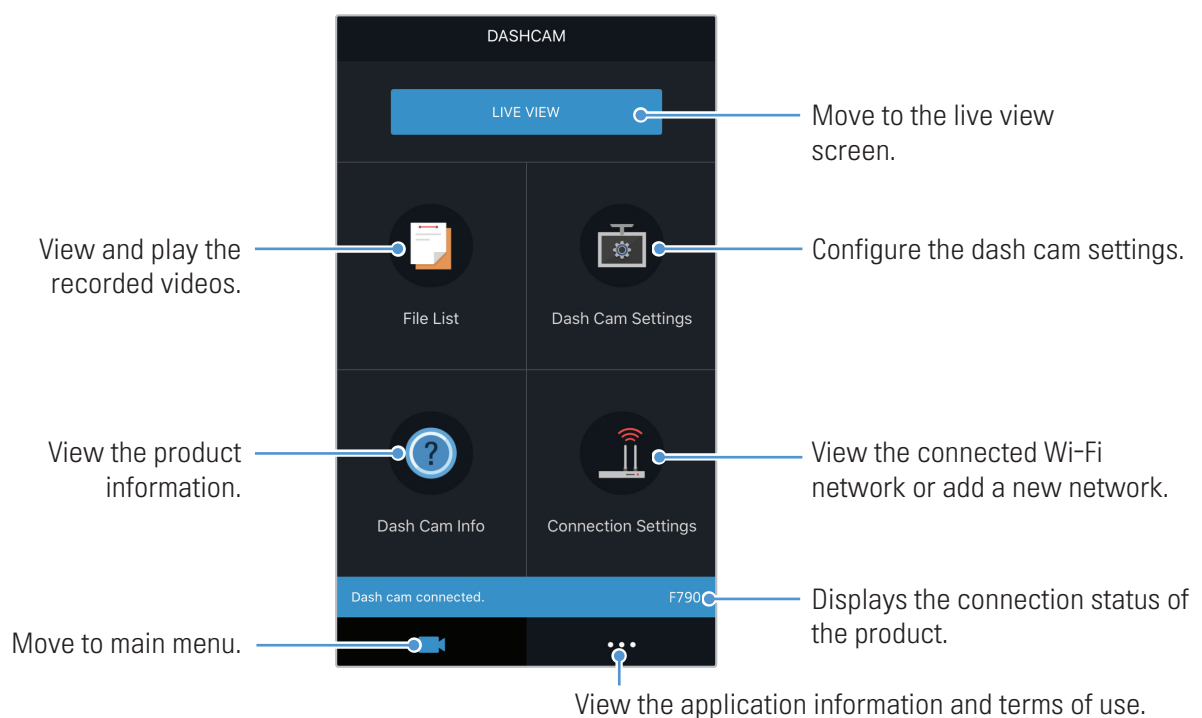 DASHCAM
LIVE VIEW
Move to the live view
screen.
View and play the
recorded videos.
Configure the dash cam settings.
File List
Dash Cam Settings
View the product
information.
?
View the connected Wi-Fi
network or add a new network.
Dash Cam Info
Connection Settings
Dash cam connected.
F790
Displays the connection status of
the product.
Move to main menu.
View the application information and terms of use.